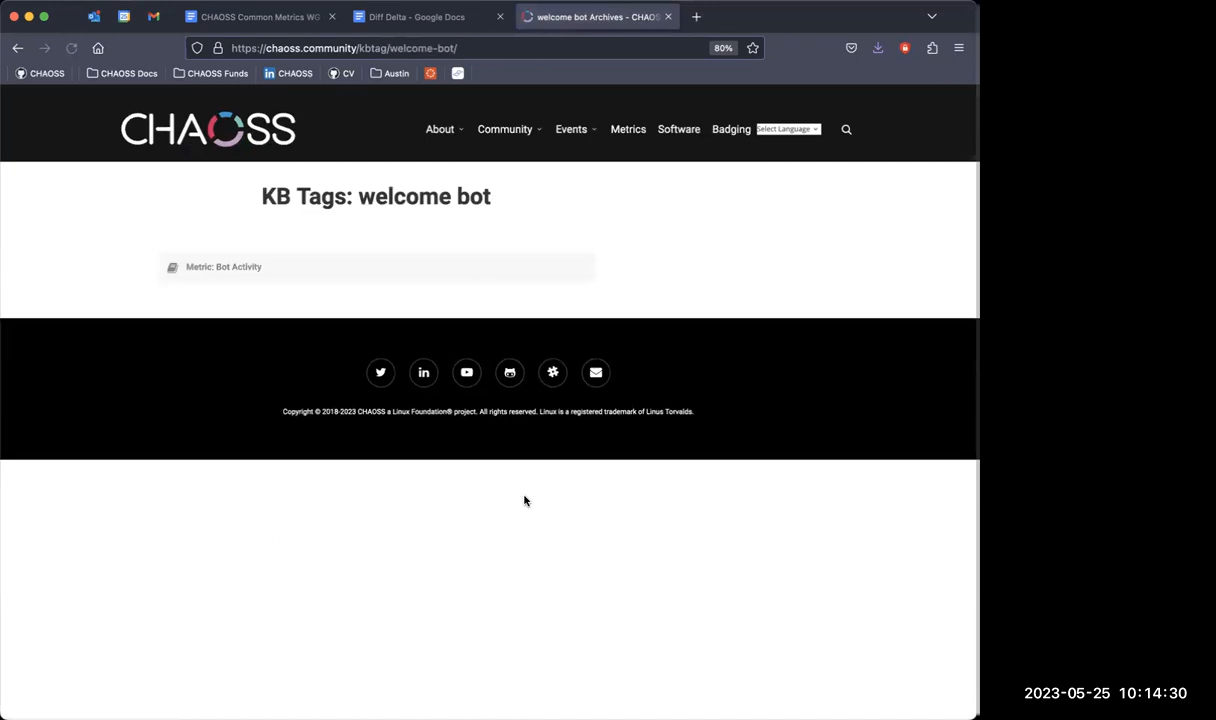 CHAOSS Common Metrics WG
Diff Delta - Google Docs
welcome bot Archives - CHAOS
https://chaoss.community/kbtag/welcome-bot/
80%
CHAOSS
CHAOSS Docs
CHAOSS Funds
CHAOSS
CV
Austin
CHAOSS
About
Community
Events
Metrics
Software
Badging
Select Language
KB Tags: welcome bot
Metric: Bot Activity
Copyright © 2018-2023 CHAOSS a Linux Foundation® project. All rights reserved. Linux is a registered trademark of Linus Torvalds.
2023-05-25 10:14:30